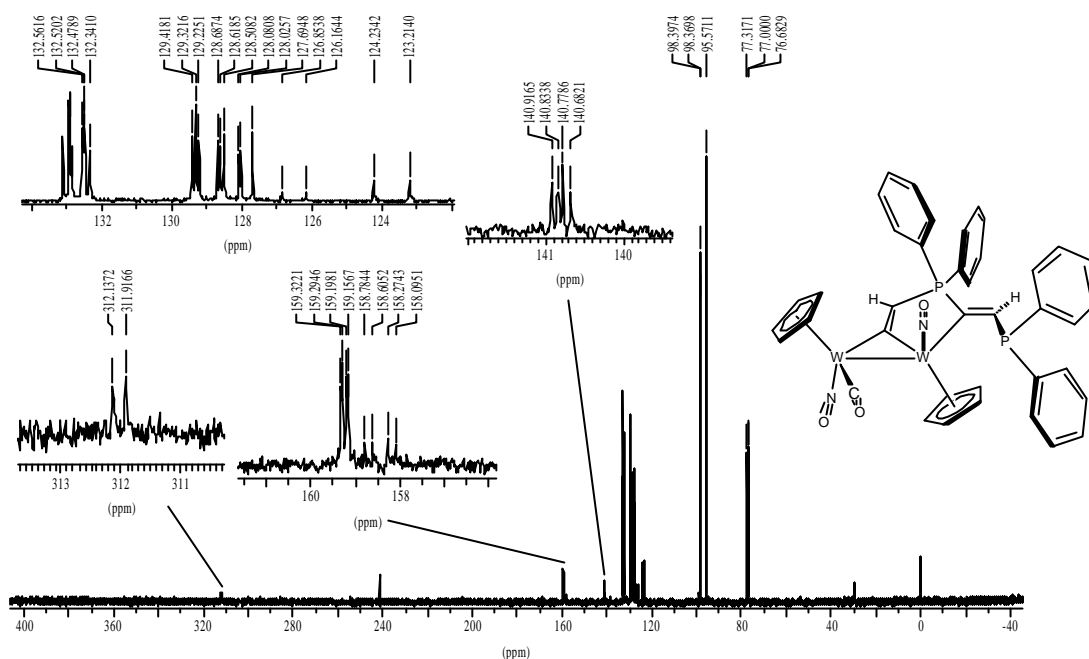 132.5616
132.5202
132.4789
132.3410
129.4181
129.3216
129.2251
128.6874
128.6185
128.5082
128.0808
128.0257
127.6948
126.8538
126.1644
124.2342
123.2140
98.3974
98.3698
95.5711
77.3171
77.0000
76.6829
140.9165
140.8338
140.7786
140.6821
132 130 128 126 124
(ppm)
141 140
(ppm)
312.1372
311.9166
159.3221
159.2946
159.1981
159.1567
158.7844
158.6052
158.2743
158.0951
313 312 311
(ppm)
160 158
(ppm)
P
H
O
N
H
P
W
W
N
O
C
O
400 360 320 280 240 200 160 120 80 40 0 -40
(ppm)